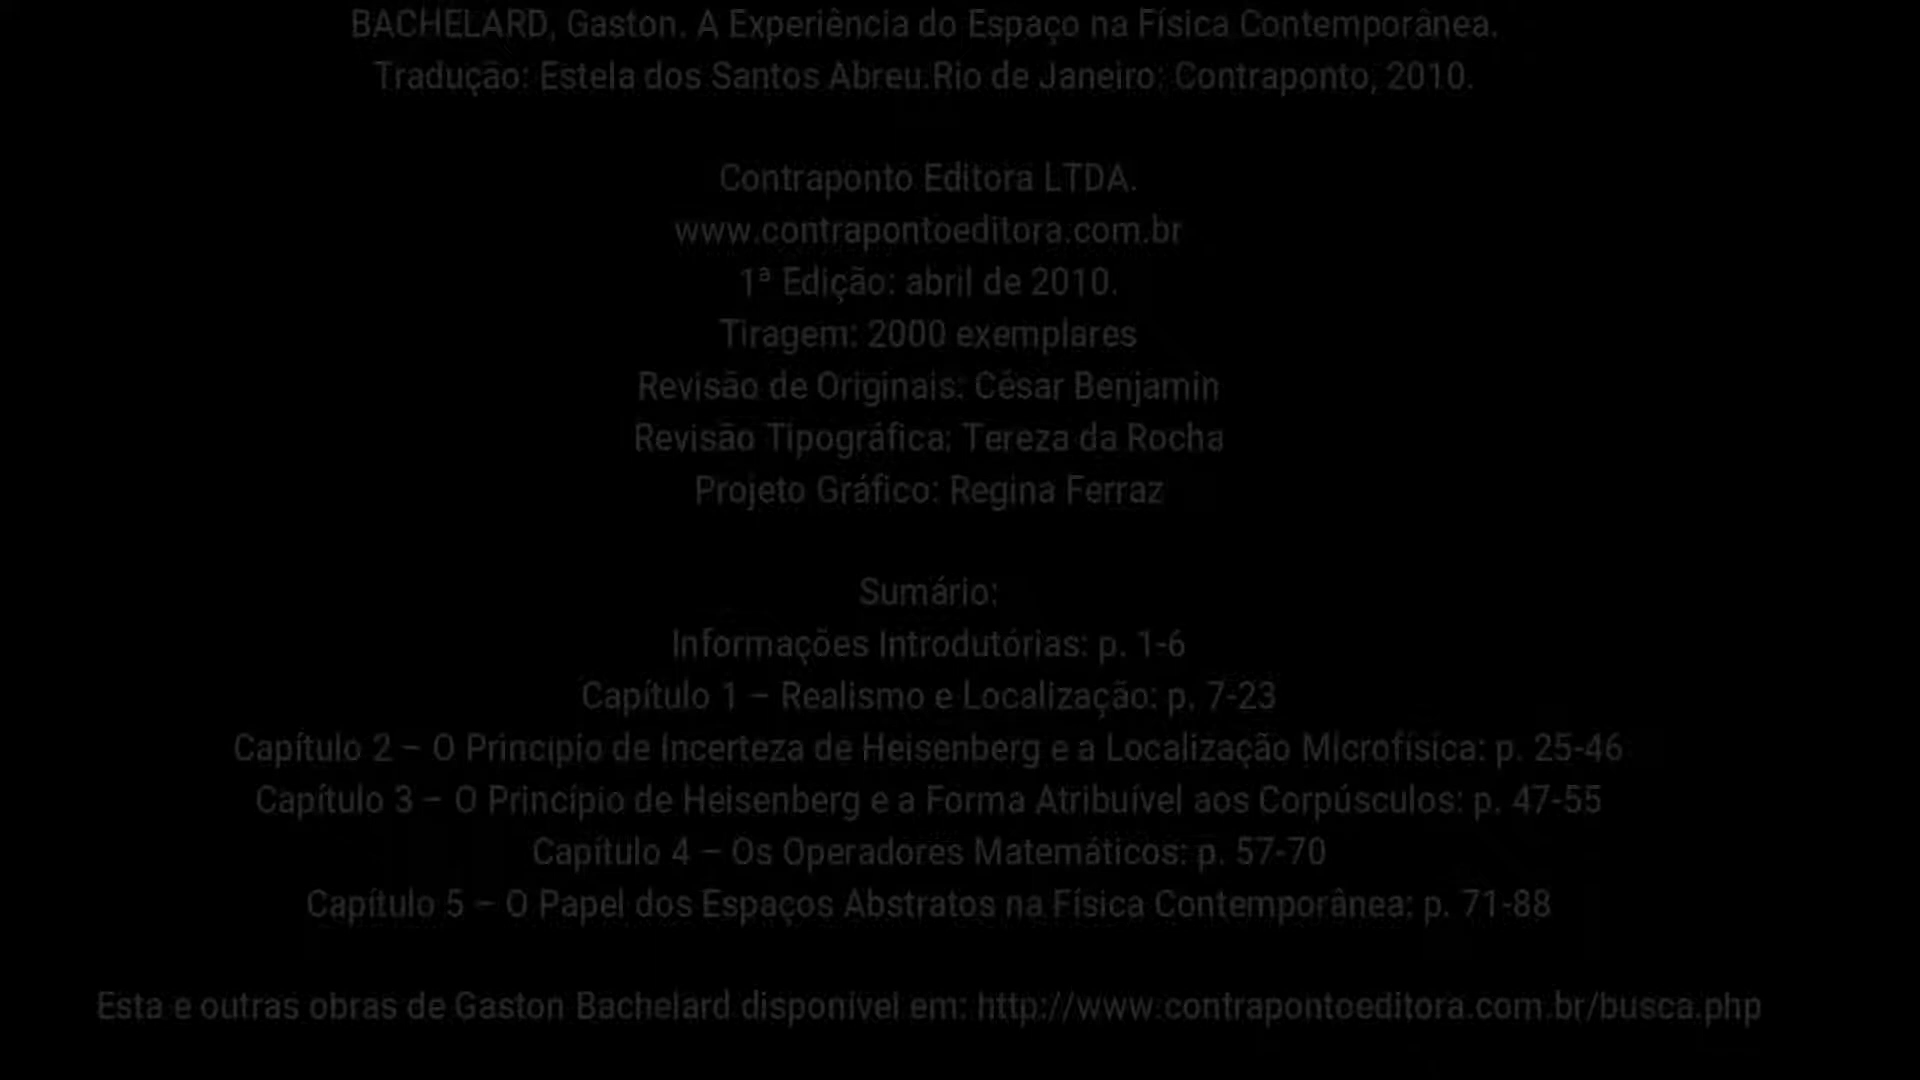 BACHELARD, Gaston. A Experiência do Espaço na Física Contemporânea.
Tradução: Estela dos Santos Abreu.Rio de Janeiro: Contraponto, 2010.
Contraponto Editora LTDA.
www.contrapontoeditora.com.br
1ª Edição: abril de 2010.
Tiragem: 2000 exemplares
Revisão de Originais: César Benjamin
Revisão Tipográfica: Tereza da Rocha
Projeto Gráfico: Regina Ferraz
Sumário:
Informações Introdutórias: p. 1-6
Capítulo 1 – Realismo e Localização: p. 7-23
Capítulo 2 – O Princípio de Incerteza de Heisenberg e a Localização Microfísica: p. 25-46
Capítulo 3 – O Princípio de Heisenberg e a Forma Atribuível aos Corpúsculos: p. 47-55
Capítulo 4 – Os Operadores Matemáticos: p. 57-70
Capítulo 5 – O Papel dos Espaços Abstratos na Física Contemporânea: p. 71-88
Esta e outras obras de Gaston Bachelard disponível em: http://www.contrapontoeditora.com.br/busca.php